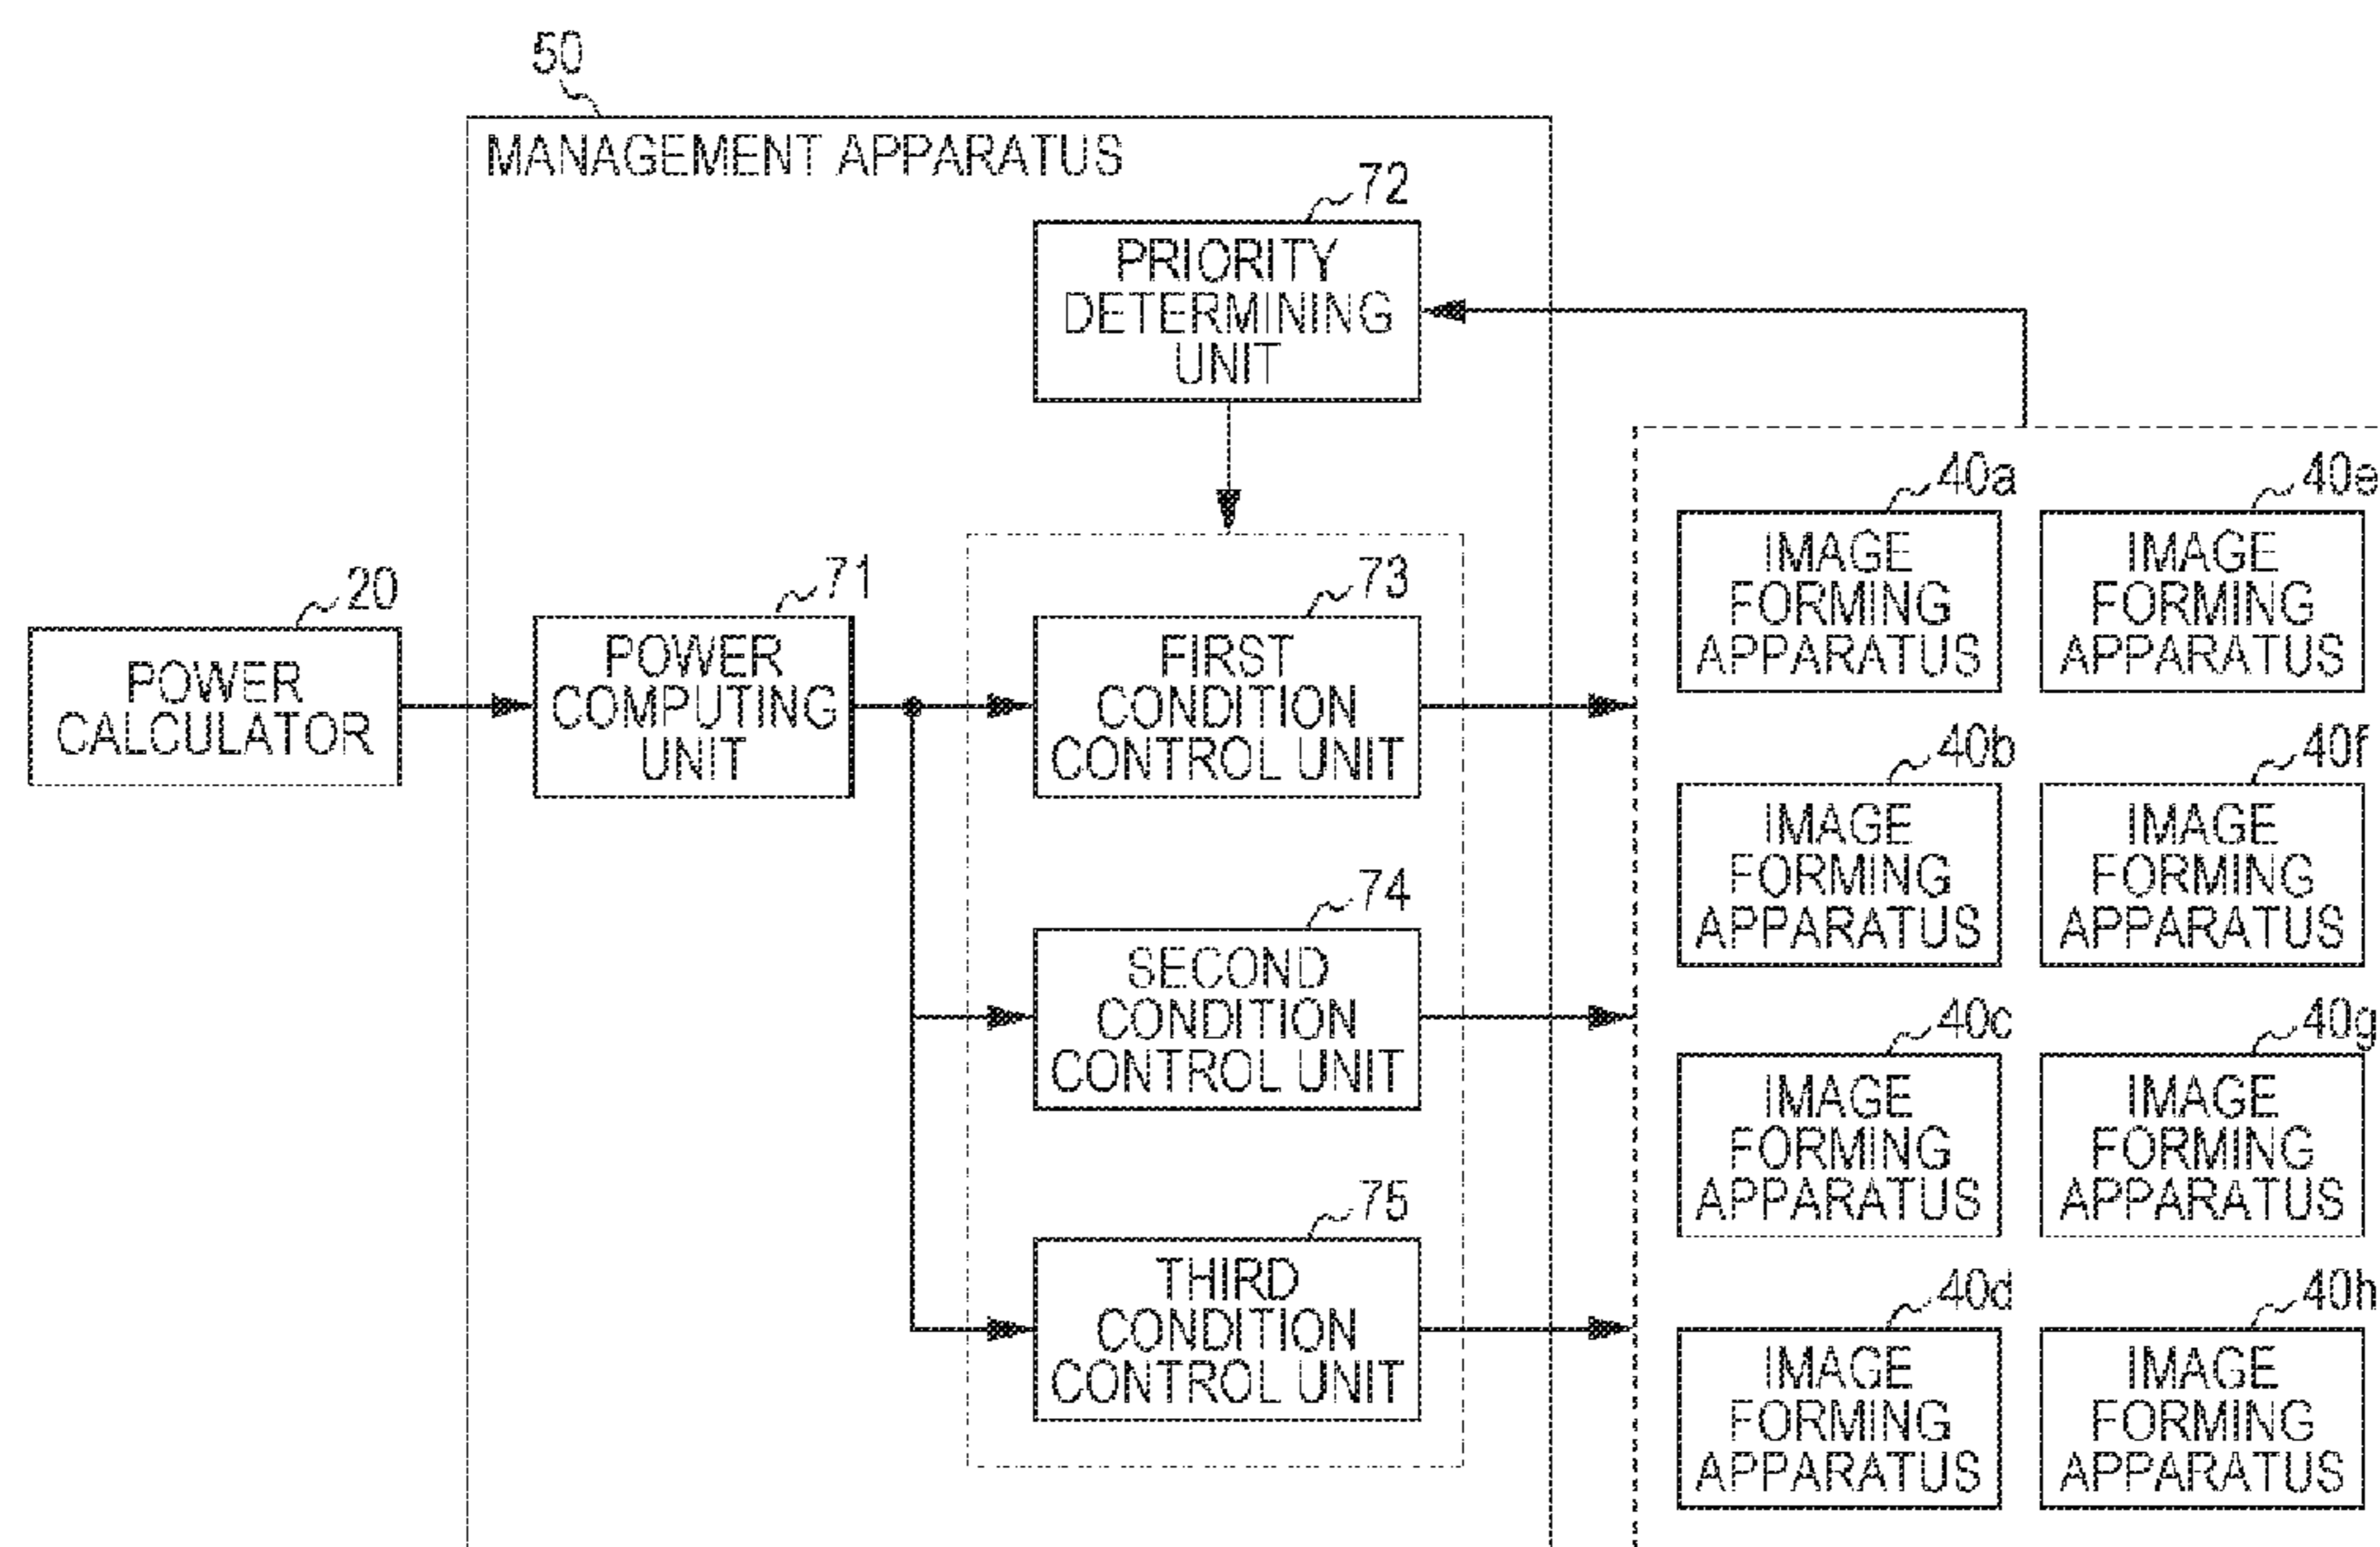 50
MANAGEMENT APPARATUS
72
PRIORITY
DETERMINING
UNIT
20
POWER
CALCULATOR
71
POWER
COMPUTING
UNIT
73
FIRST
CONDITION
CONTROL UNIT
74
SECOND
CONDITION
CONTROL UNIT
75
THIRD
CONDITION
CONTROL UNIT
40a
IMAGE
FORMING
APPARATUS
40e
IMAGE
FORMING
APPARATUS
40b
IMAGE
FORMING
APPARATUS
40f
IMAGE
FORMING
APPARATUS
40c
IMAGE
FORMING
APPARATUS
40g
IMAGE
FORMING
APPARATUS
40d
IMAGE
FORMING
APPARATUS
40h
IMAGE
FORMING
APPARATUS